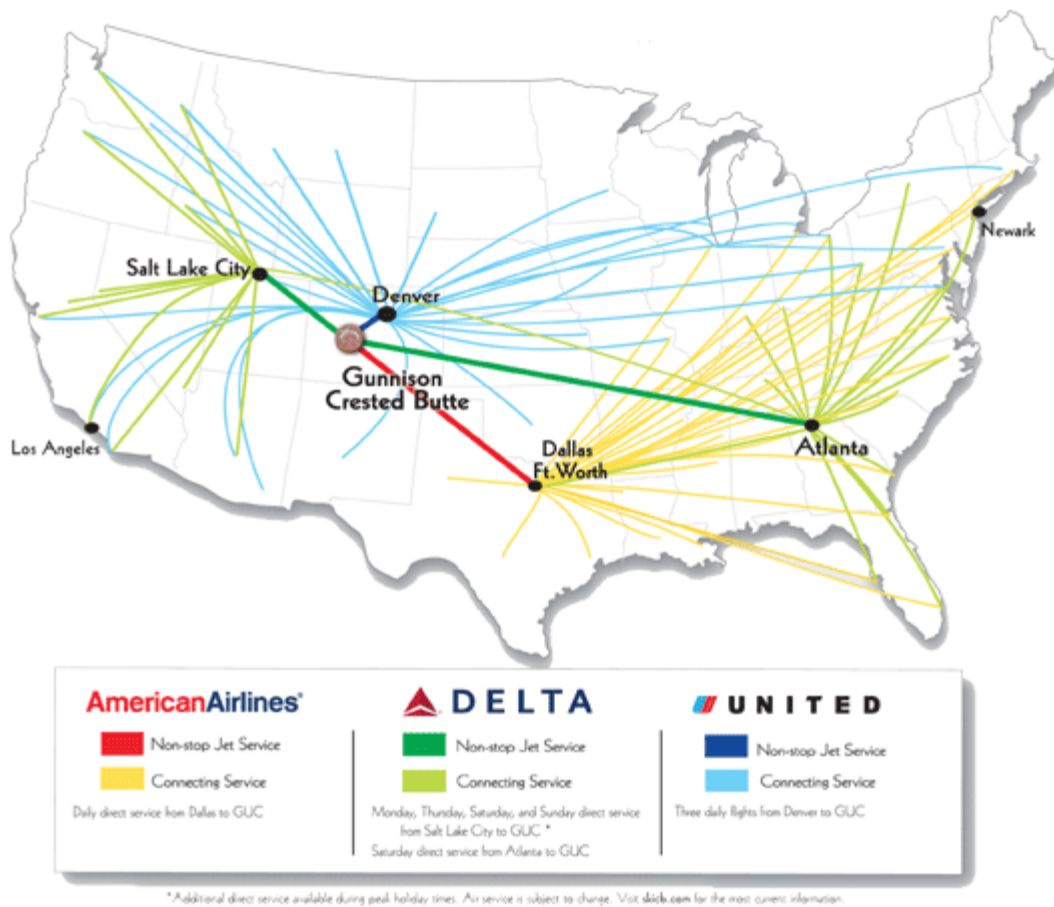 Salt Lake City
Denver
Newark
Gunnison
Crested Butte
Los Angeles
Dallas
Ft.Worth
Atlanta
AmericanAirlines
Non-stop Jet Service
Connecting Service
Daily direct service from Dallas to GUC
DELTA
Non-stop Jet Service
Connecting Service
Monday, Thursday, Saturday, and Sunday direct service
from Salt Lake City to GUC *
Saturday direct service from Atlanta to GUC
UNITED
Non-stop Jet Service
Connecting Service
Three daily flights from Denver to GUC
*Additional direct service available during peak holiday times. Air service is subject to change. Visit skicb.com for the most current information.